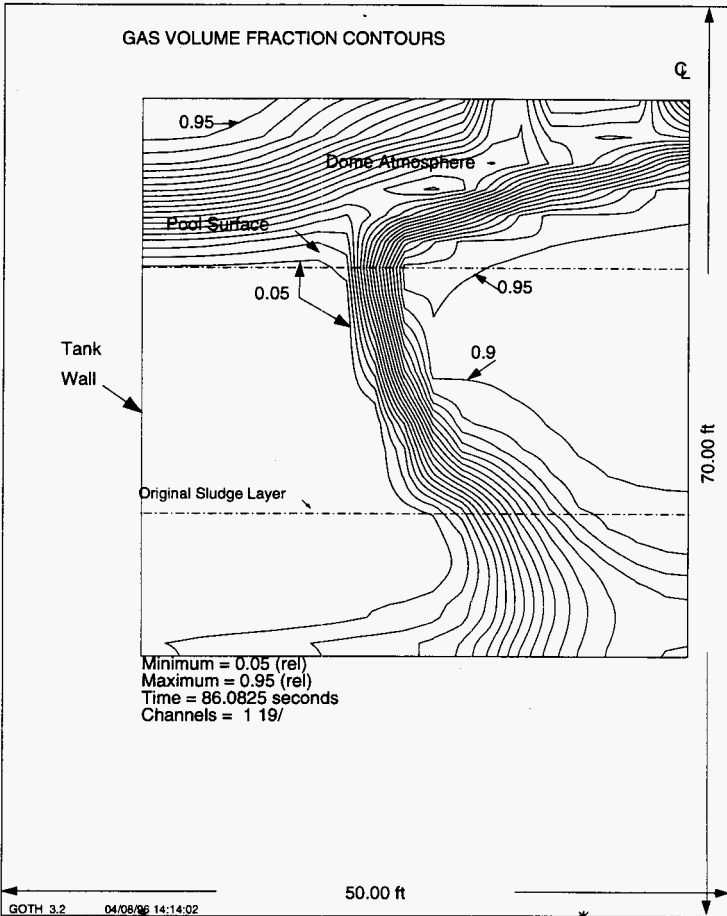 GAS VOLUME FRACTION CONTOURS
CL
0.95
Dome Atmosphere
Pool Surface
0.05
0.95
Tank
Wall
0.9
70.00 ft
Original Sludge Layer
Minimum = 0.05 (rel)
Maximum = 0.95 (rel)
Time = 86.0825 seconds
Channels = 1 19/
50.00 ft
GOTH 3.2 04/08/96 14:14:02